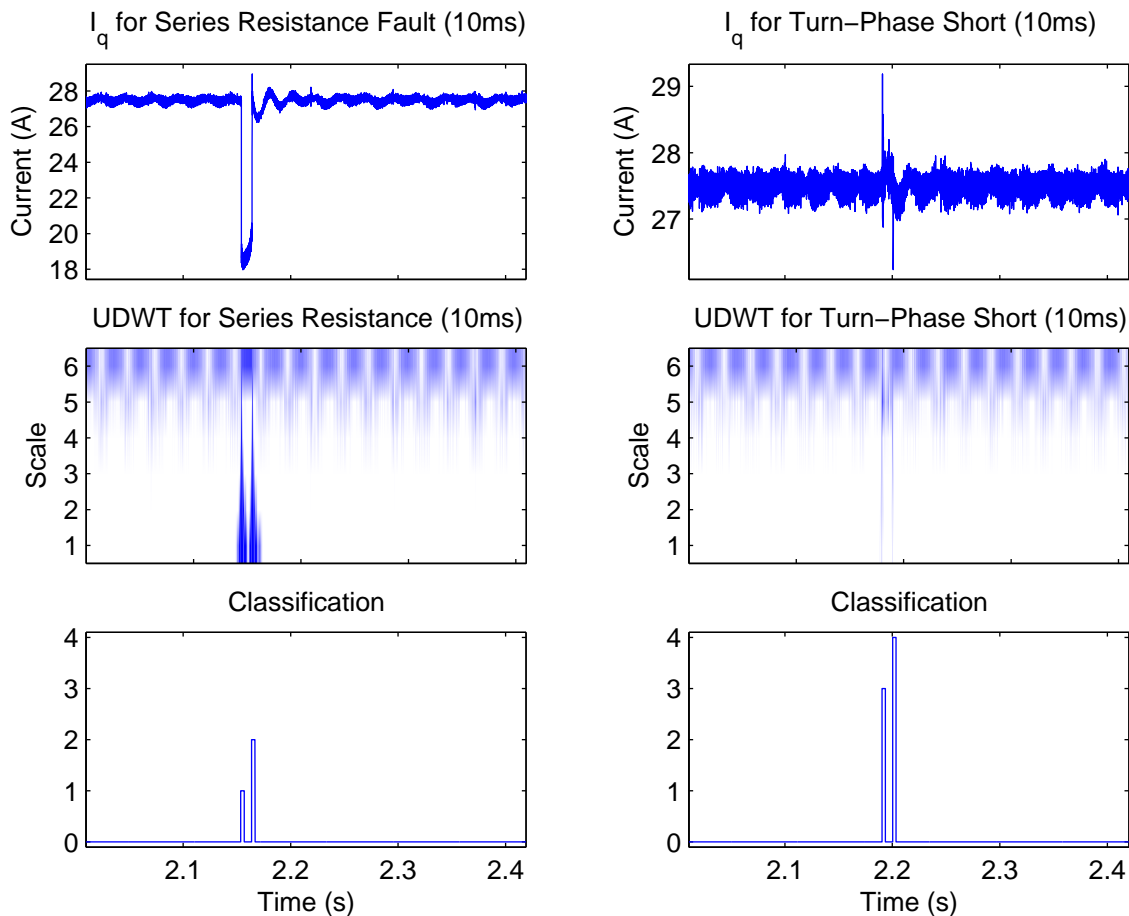 I_q for Series Resistance Fault (10ms)
28
26
24
22
20
18
Current (A)
I_q for Turn−Phase Short (10ms)
29
28
27
Current (A)
UDWT for Series Resistance (10ms)
6
5
4
3
2
1
Scale
UDWT for Turn−Phase Short (10ms)
6
5
4
3
2
1
Scale
Classification
4
3
2
1
0
2.1 2.2 2.3 2.4
Time (s)
Classification
4
3
2
1
0
2.1 2.2 2.3 2.4
Time (s)